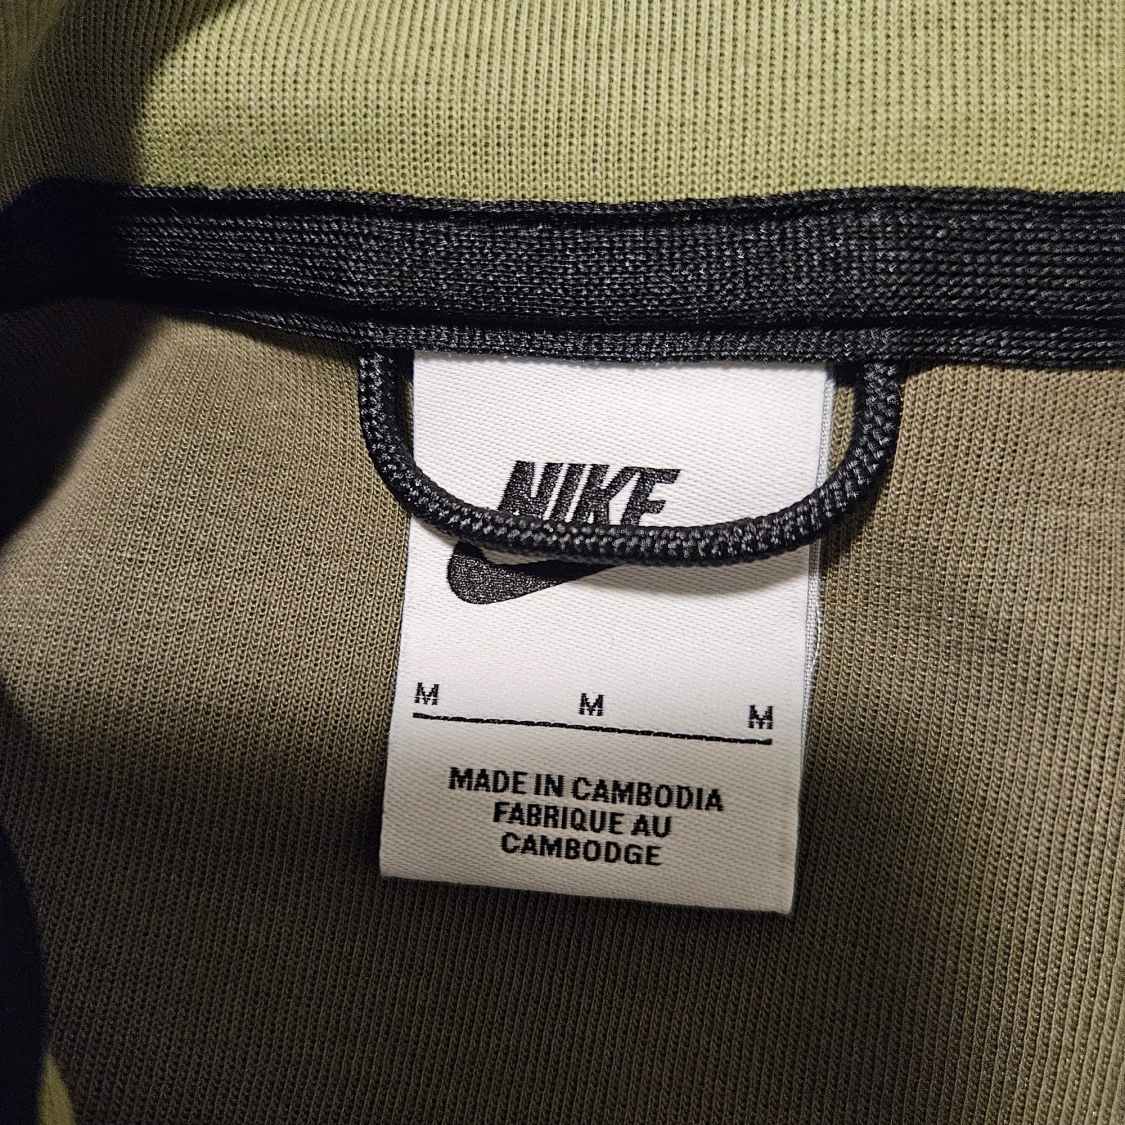 NIKE
M M M
MADE IN CAMBODIA
FABRIQUE AU
CAMBODGE